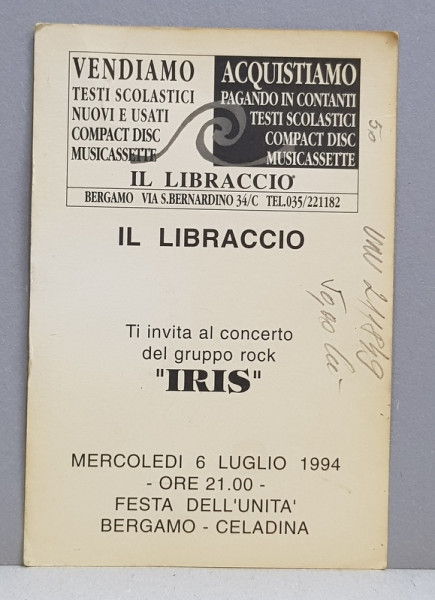 VENDIAMO
TESTI SCOLASTICI
NUOVI E USATI
COMPACT DISC
MUSICASSETTE
ACQUISTIAMO
PAGANDO IN CONTANTI
TESTI SCOLASTICI
COMPACT DISC
MUSICASSETTE
IL LIBRACCIO
BERGAMO VIA S.BERNARDINO 34/C TEL.035/221182
IL LIBRACCIO
Ti invita al concerto
del gruppo rock
"IRIS"
MERCOLEDI 6 LUGLIO 1994
- ORE 21.00 -
FESTA DELL'UNITA'
BERGAMO - CELADINA
50